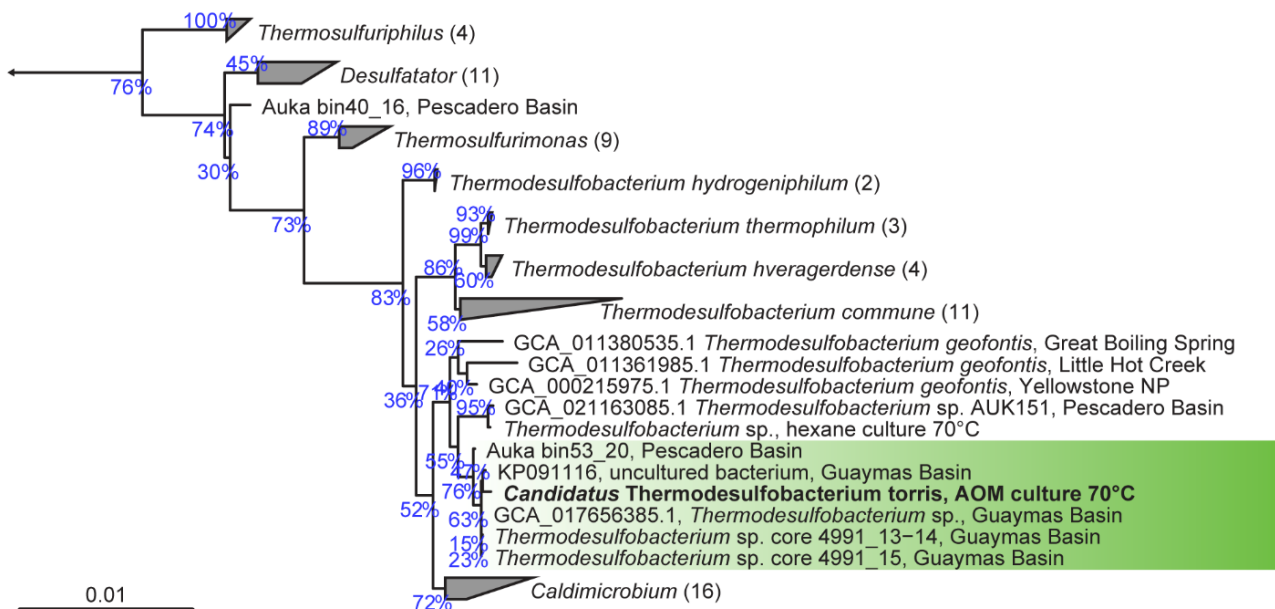 100%
Thermosulfuriphilus (4)
45%
Desulfatator (11)
76%
Auka bin40_16, Pescadero Basin
74%
89%
Thermosulfurimonas (9)
30%
96%
Thermodesulfobacterium hydrogeniphilum (2)
73%
93%
Thermodesulfobacterium thermophilum (3)
99%
86%
Thermodesulfobacterium hveragerdense (4)
60%
83%
Thermodesulfobacterium commune (11)
58%
GCA_011380535.1 Thermodesulfobacterium geofontis, Great Boiling Spring
26%
GCA_011361985.1 Thermodesulfobacterium geofontis, Little Hot Creek
40%
71%
GCA_000215975.1 Thermodesulfobacterium geofontis, Yellowstone NP
36%
95%
GCA_021163085.1 Thermodesulfobacterium sp. AUK151, Pescadero Basin
Thermodesulfobacterium sp., hexane culture 70°C
Auka bin53_20, Pescadero Basin
55%
47%
KP091116, uncultured bacterium, Guaymas Basin
76%
Candidatus Thermodesulfobacterium torris, AOM culture 70°C
52%
63%
GCA_017656385.1, Thermodesulfobacterium sp., Guaymas Basin
15%
Thermodesulfobacterium sp. core 4991_13−14, Guaymas Basin
23%
Thermodesulfobacterium sp. core 4991_15, Guaymas Basin
Caldimicrobium (16)
72%
0.01